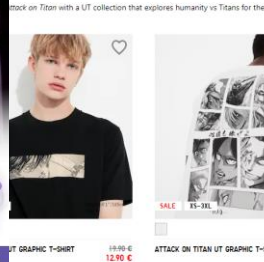 ttack on Titan with a UT collection that explores humanity vs Titans for the
SALE XS-3XL
UT GRAPHIC T-SHIRT 19.90 €
12.90 €
ATTACK ON TITAN UT GRAPHIC T-S